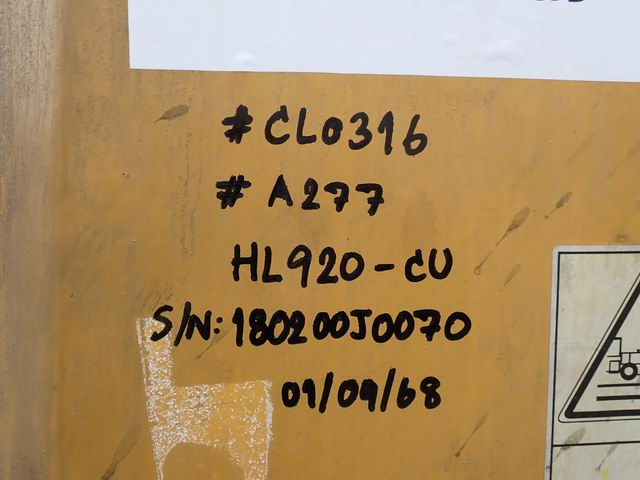 #CL0316
# A277
HL920-CU
S/N: 180200J0070
01/09/68